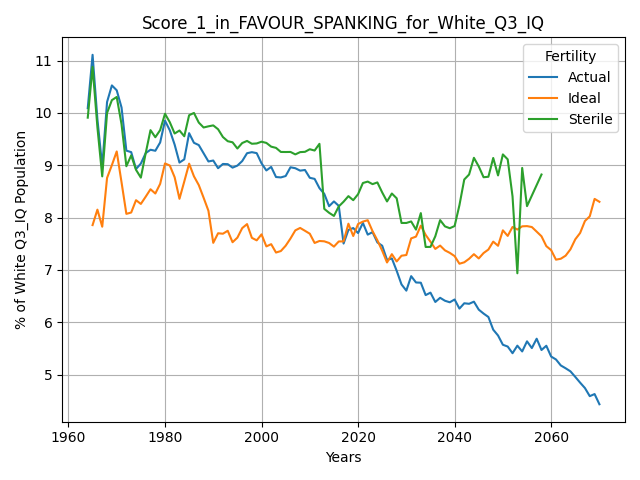 Score_1_in_FAVOUR_SPANKING_for_White_Q3_IQ
Fertility
Actual
Ideal
Sterile
% of White Q3_IQ Population
11
10
9
8
7
6
5
1960
1980
2000
2020
2040
2060
Years